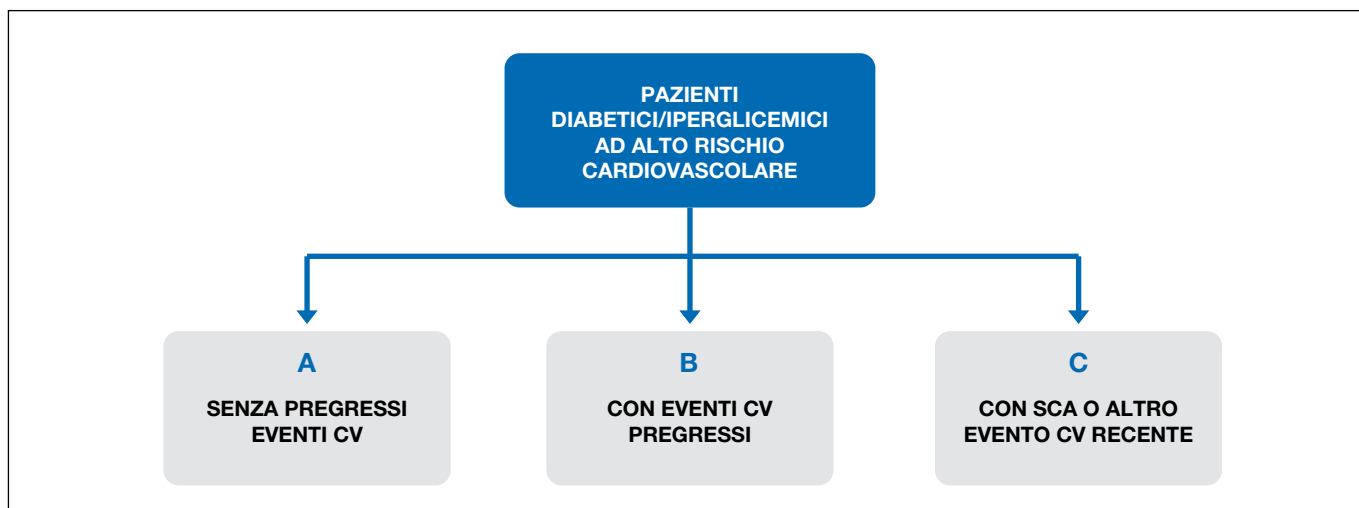 PAZIENTI
DIABETICI/IPERGLICEMICI
AD ALTO RISCHIO
CARDIOVASCOLARE
A
SENZA PREGRESSI
EVENTI CV
B
CON EVENTI CV
PREGRESSI
C
CON SCA O ALTRO
EVENTO CV RECENTE